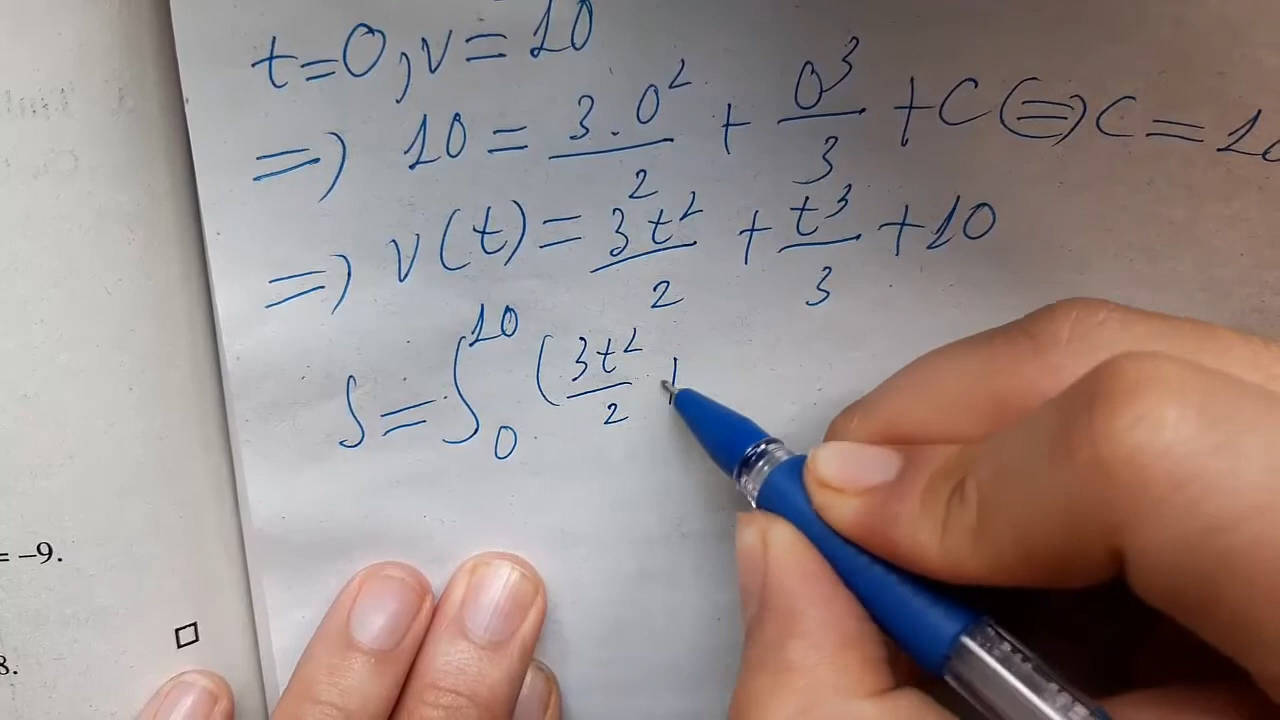 t=0, v=10
=> 10 = 3.0²/2 + 0³/3 + C <=> C = 10
=> v(t) = 3t²/2 + t³/3 + 10
S = ∫₀¹⁰ (3t²/2 +
= –9.
8.